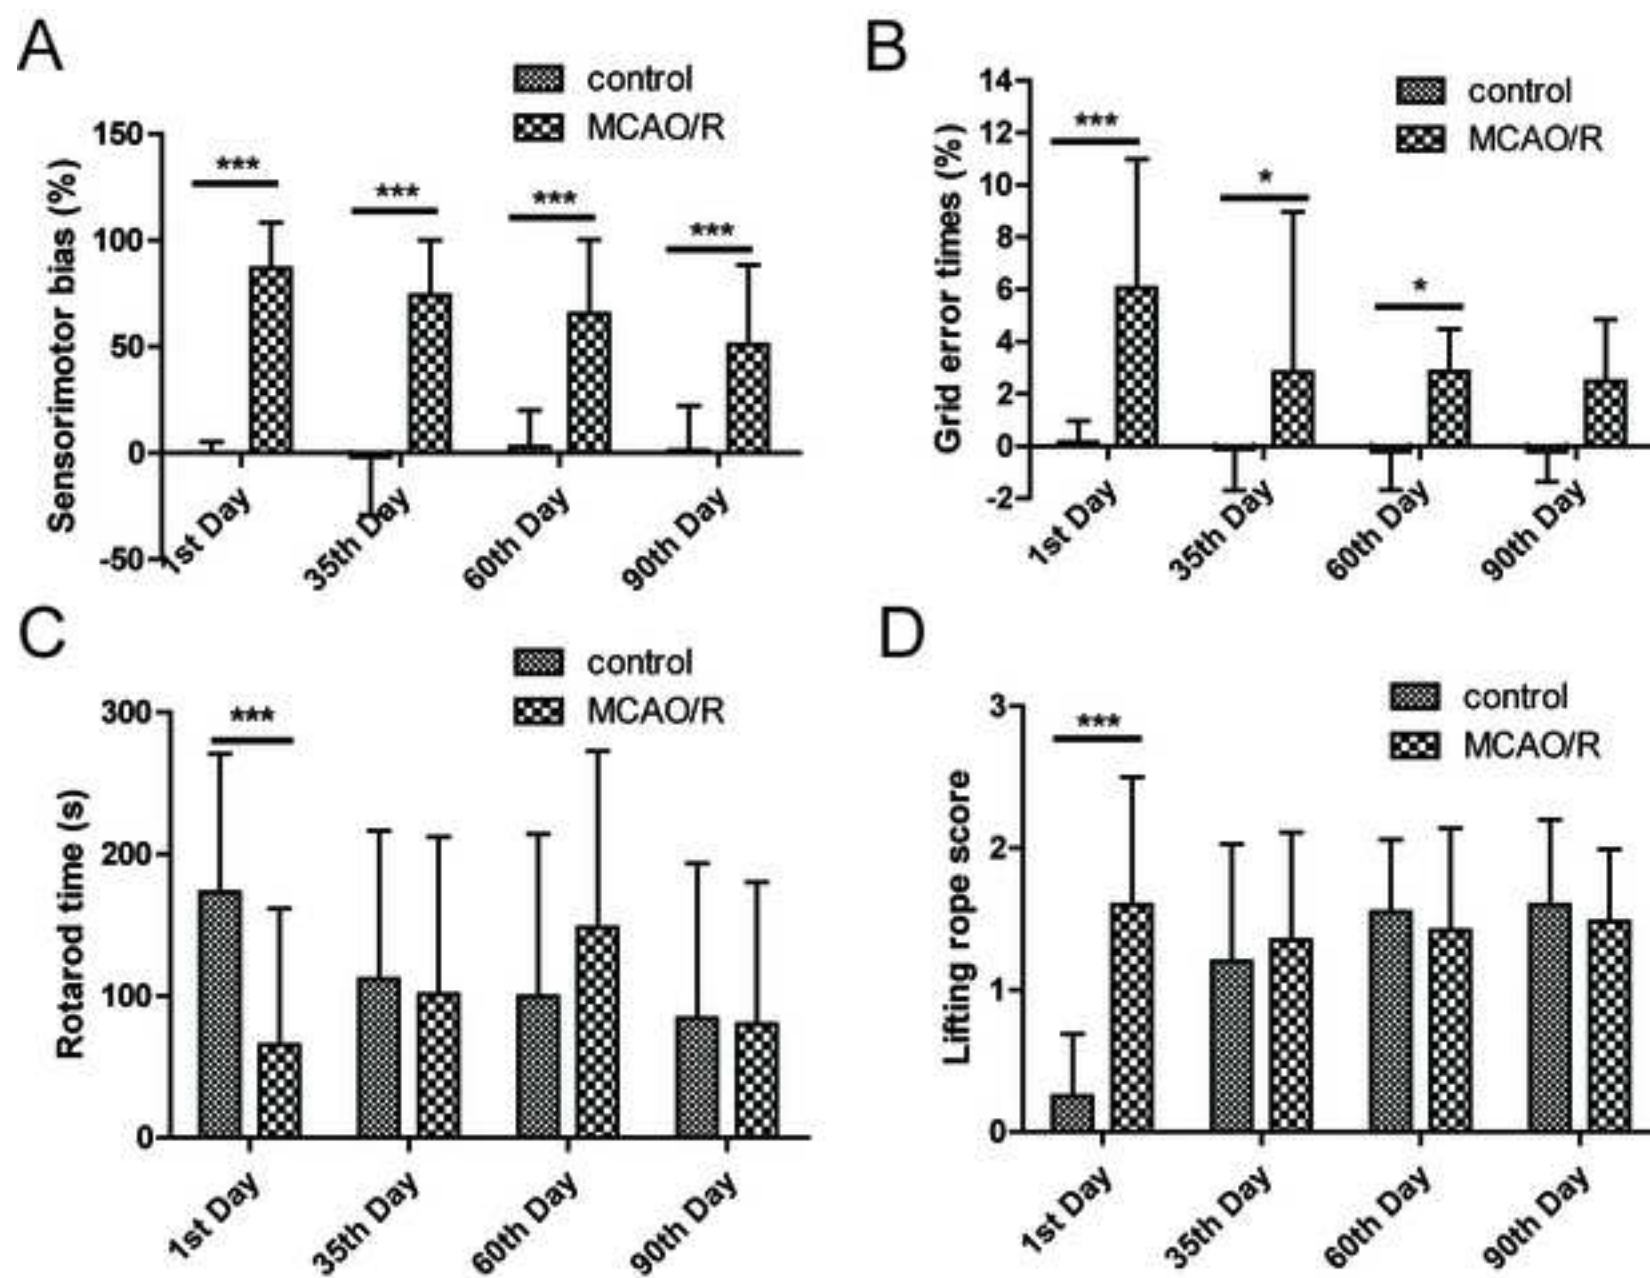 A
control
MCAO/R
Sensorimotor bias (%)
150
100
50
0
-50
***
***
***
***
1st Day
35th Day
60th Day
90th Day
B
control
MCAO/R
Grid error times (%)
14
12
10
8
6
4
2
0
-2
***
*
*
1st Day
35th Day
60th Day
90th Day
C
control
MCAO/R
Rotarod time (s)
300
200
100
0
***
1st Day
35th Day
60th Day
90th Day
D
control
MCAO/R
Lifting rope score
3
2
1
0
***
1st Day
35th Day
60th Day
90th Day